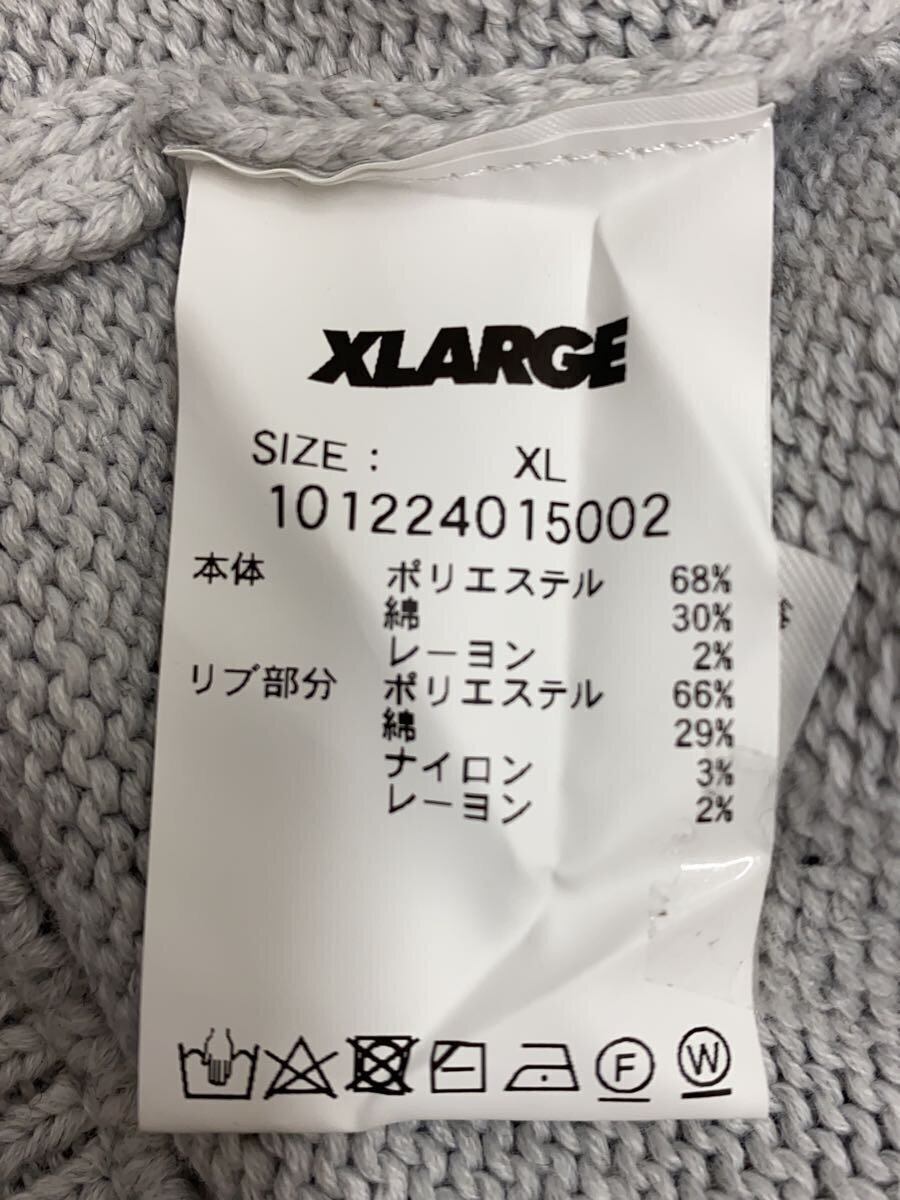 XLARGE
SIZE : XL
101224015002
本体 ポリエステル 68%
綿 30%
レーヨン 2%
リブ部分 ポリエステル 66%
綿 29%
ナイロン 3%
レーヨン 2%
F W